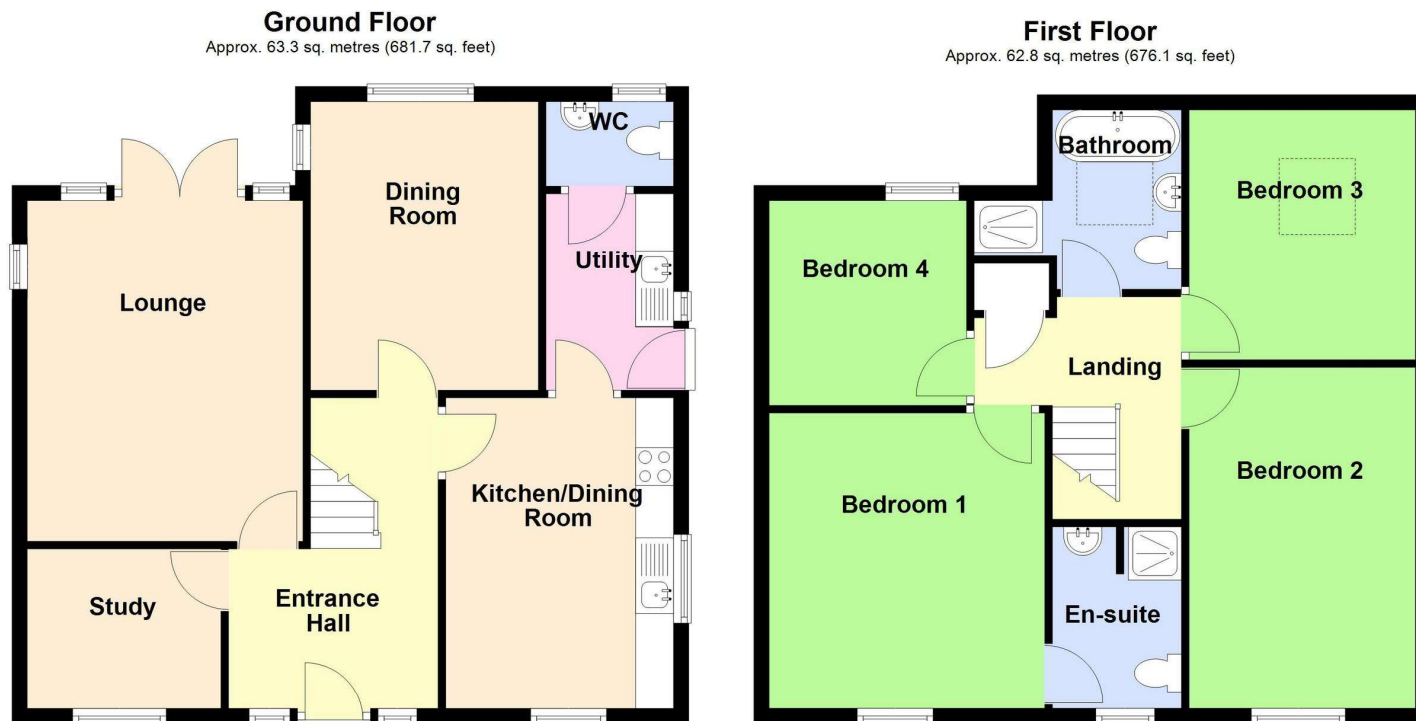 Ground Floor
Approx. 63.3 sq. metres (681.7 sq. feet)
WC
Dining
Room
Utility
Lounge
Kitchen/Dining
Room
Study
Entrance
Hall
First Floor
Approx. 62.8 sq. metres (676.1 sq. feet)
Bathroom
Bedroom 3
Bedroom 4
Landing
Bedroom 2
Bedroom 1
En-suite